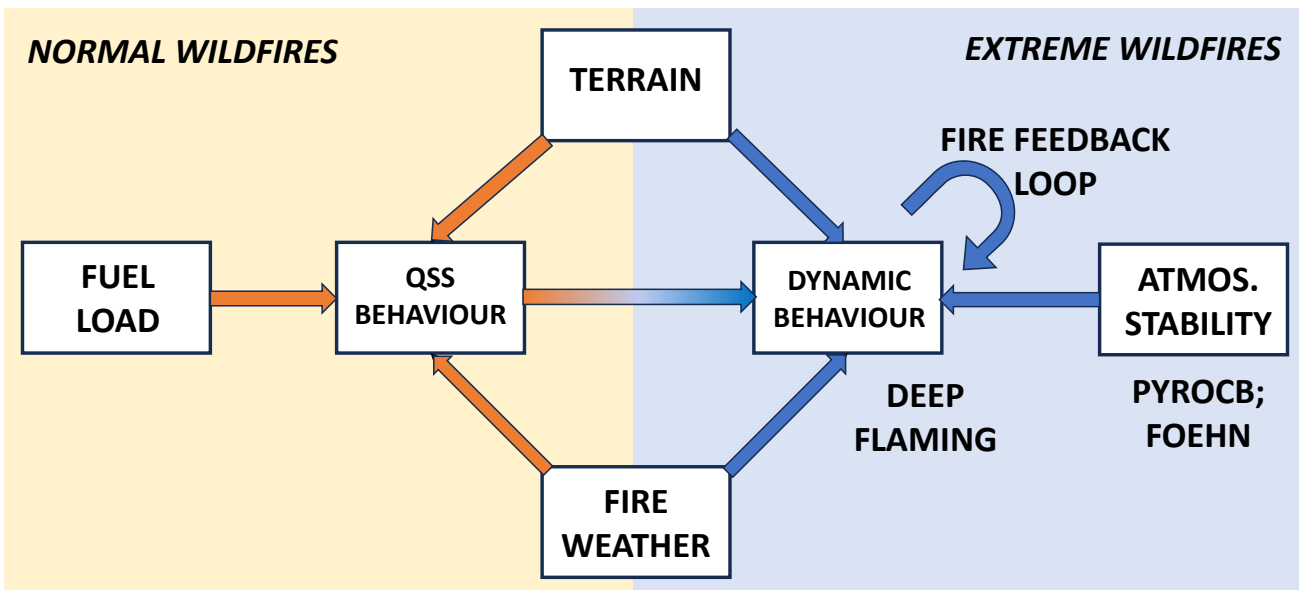 NORMAL WILDFIRES
EXTREME WILDFIRES
TERRAIN
FIRE FEEDBACK
LOOP
FUEL
LOAD
QSS
BEHAVIOUR
DYNAMIC
BEHAVIOUR
ATMOS.
STABILITY
DEEP
FLAMING
PYROCB;
FOEHN
FIRE
WEATHER